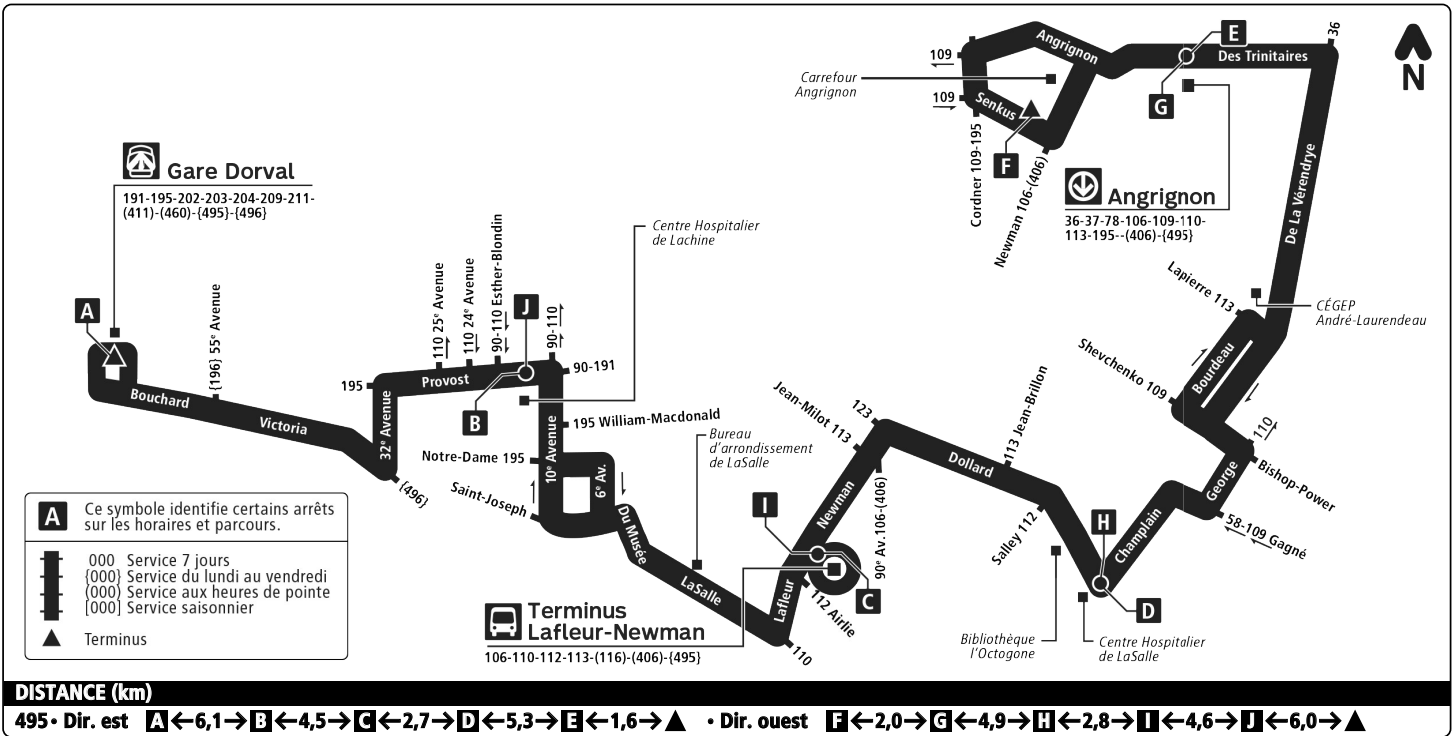 36
E
Angrignon
Des Trinitaires
N
109
Carrefour
Angrignon
109
Senkus
G
F
Cordner 109-195
Newman 106-(406)
Angrignon
36-37-78-106-109-110-
113-195--(406)-{495}
De La Vérendrye
Gare Dorval
191-195-202-203-204-209-211-
(411)-(460)-{495}-{496}
A
{196} 55e Avenue
Bouchard
Victoria
195
32e Avenue
{496}
Provost
110 25e Avenue
110 24e Avenue
90-110 Esther-Blondin
J
90-110
90-191
B
Centre Hospitalier
de Lachine
195 William-Macdonald
10e Avenue
Notre-Dame 195
Saint-Joseph
6e Av.
Du Musée
LaSalle
Bureau
d'arrondissement
de LaSalle
110
Lafleur
112 Airlie
I
C
Newman
90e Av.106-(406)
Jean-Milot 113
123
Dollard
113 Jean-Brillon
Salley 112
H
D
Bibliothèque
l'Octogone
Centre Hospitalier
de LaSalle
Champlain
George
58-109 Gagné
Bishop-Power
110
Shevchenko 109
Bourdeau
Lapierre 113
CÉGEP
André-Laurendeau
Terminus
Lafleur-Newman
106-110-112-113-(116)-(406)-{495}
A Ce symbole identifie certains arrêts
sur les horaires et parcours.
000 Service 7 jours
{000} Service du lundi au vendredi
(000) Service aux heures de pointe
[000] Service saisonnier
▲ Terminus
DISTANCE (km)
495 • Dir. est A ←6,1→ B ←4,5→ C ←2,7→ D ←5,3→ E ←1,6→ ▲ • Dir. ouest F ←2,0→ G ←4,9→ H ←2,8→ I ←4,6→ J ←6,0→ ▲